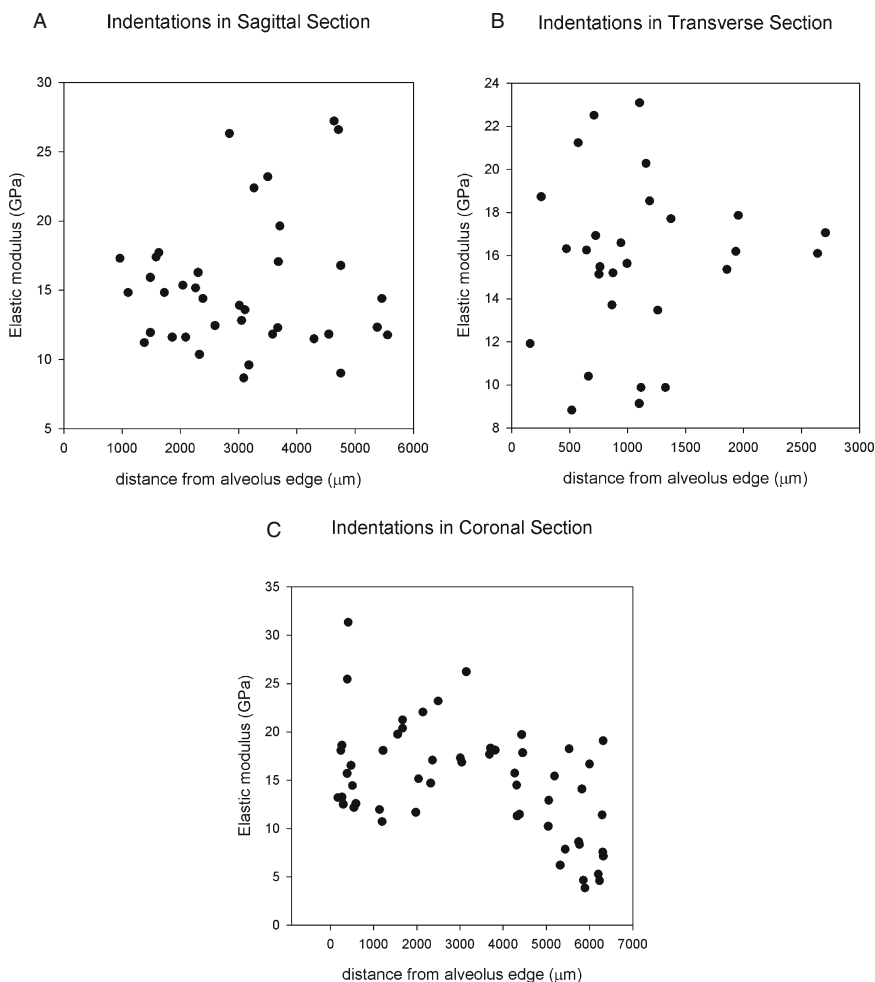 A Indentations in Sagittal Section
30
25
20
15
10
5
Elastic modulus (GPa)
0 1000 2000 3000 4000 5000 6000
distance from alveolus edge (μm)
B Indentations in Transverse Section
24
22
20
18
16
14
12
10
8
Elastic modulus (GPa)
0 500 1000 1500 2000 2500 3000
distance from alveolus edge (μm)
C Indentations in Coronal Section
35
30
25
20
15
10
5
0
Elastic modulus (GPa)
0 1000 2000 3000 4000 5000 6000 7000
distance from alveolus edge (μm)